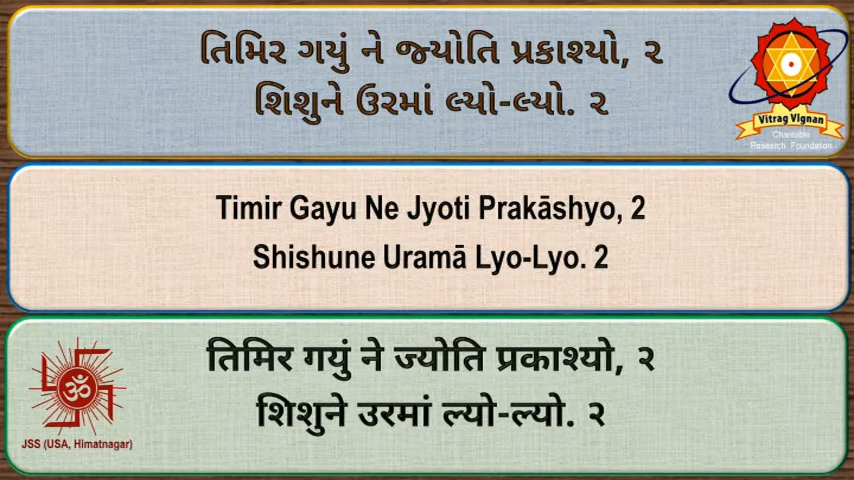 તિમિર ગયું ને જ્યોતિ પ્રકાશ્યો, ૨
શિશુને ઉરમાં લ્યો-લ્યો. ૨
Vitrag Vignan
Charitable
Research Foundation
Timir Gayu Ne Jyoti Prakāshyo, 2
Shishune Uramā Lyo-Lyo. 2
तिमिर गयुं ने ज्योति प्रकाश्यो, २
शिशुने उरमां ल्यो-ल्यो. २
ॐ
JSS (USA, Himatnagar)